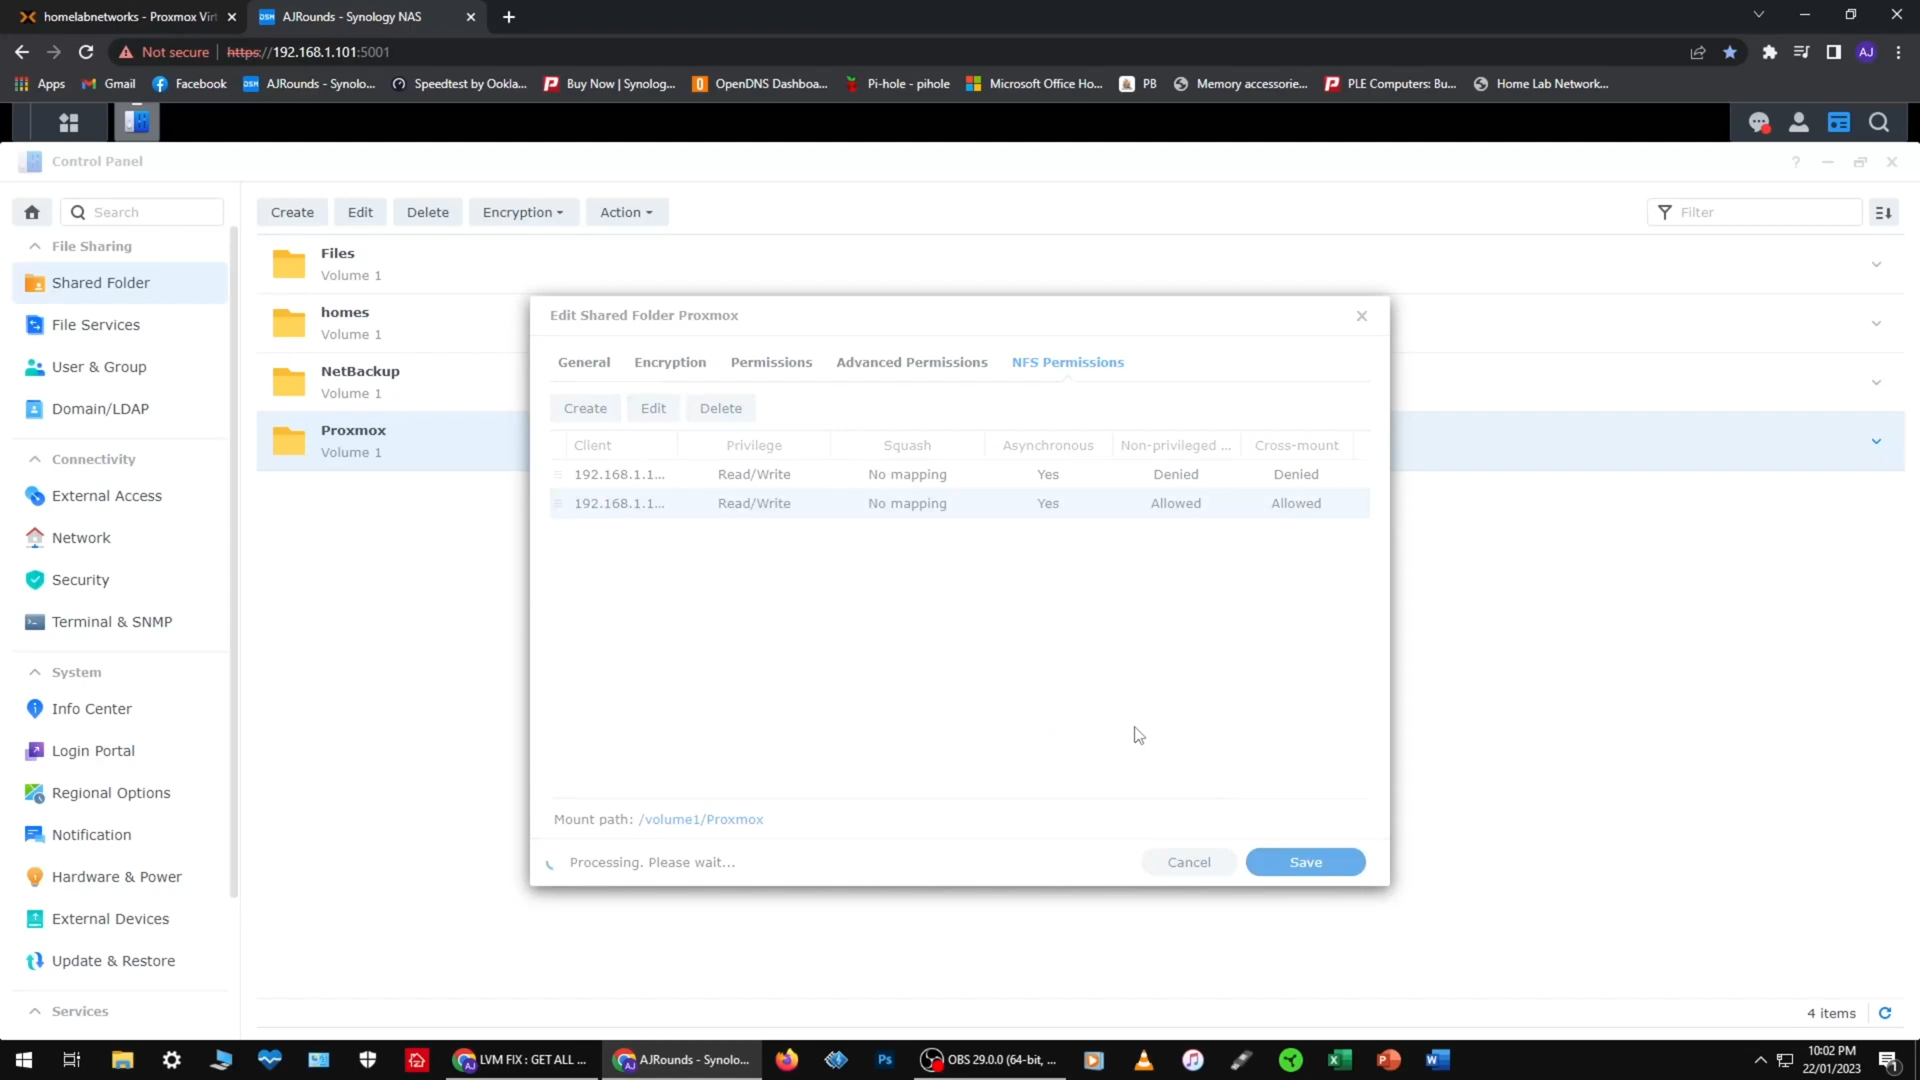 homelabnetworks - Proxmox Virt
AJRounds - Synology NAS
Not secure
https://192.168.1.101:5001
AJ
Apps
Gmail
Facebook
AJRounds - Synolo...
Speedtest by Ookla...
Buy Now | Synolog...
OpenDNS Dashboa...
Pi-hole - pihole
Microsoft Office Ho...
PB
Memory accessorie...
PLE Computers: Bu...
Home Lab Network...
Control Panel
Search
File Sharing
Shared Folder
File Services
User & Group
Domain/LDAP
Connectivity
External Access
Network
Security
Terminal & SNMP
System
Info Center
Login Portal
Regional Options
Notification
Hardware & Power
External Devices
Update & Restore
Services
Create
Edit
Delete
Encryption
Action
Filter
Files
Volume 1
homes
Volume 1
NetBackup
Volume 1
Proxmox
Volume 1
Edit Shared Folder Proxmox
General
Encryption
Permissions
Advanced Permissions
NFS Permissions
Create
Edit
Delete
Client Privilege Squash Asynchronous Non-privileged ... Cross-mount
192.168.1.1... Read/Write No mapping Yes Denied Denied
192.168.1.1... Read/Write No mapping Yes Allowed Allowed
Mount path: /volume1/Proxmox
Processing. Please wait...
Cancel
Save
4 items
LVM FIX : GET ALL ...
AJRounds - Synolo...
Ps
OBS 29.0.0 (64-bit, ...
10:02 PM
22/01/2023
1